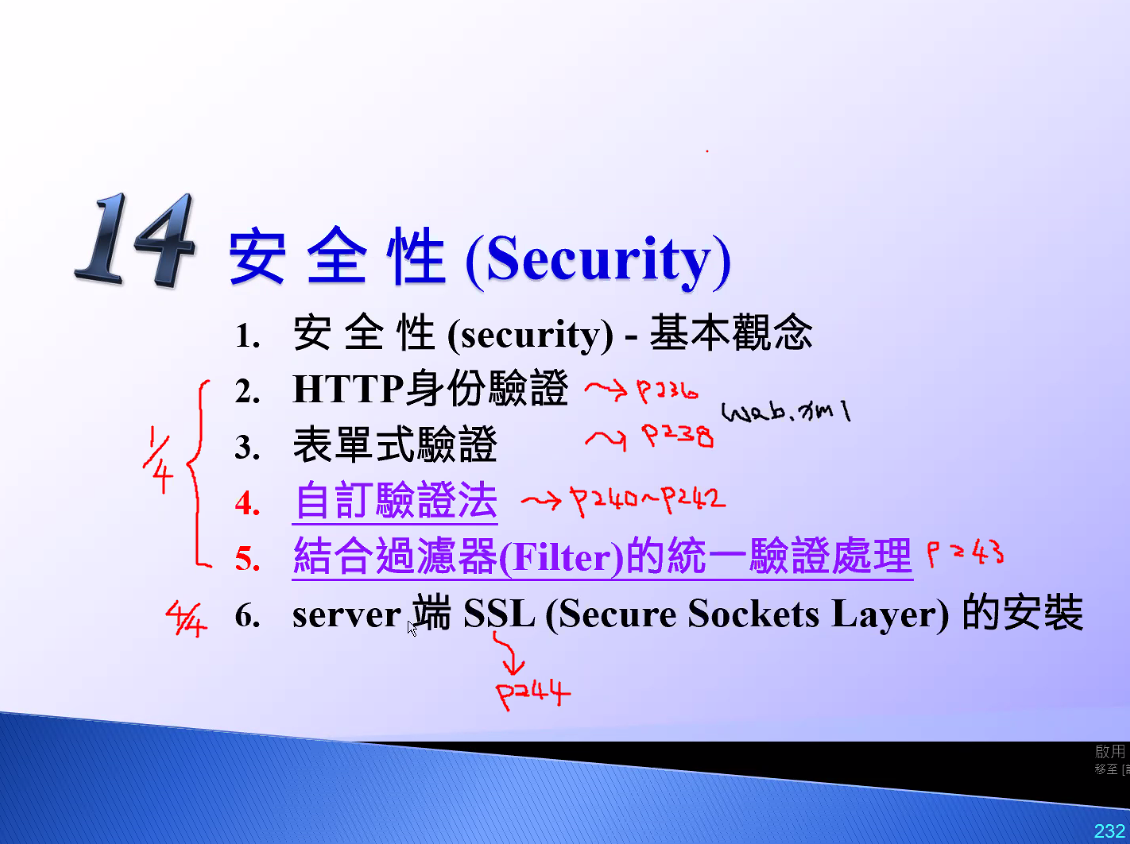 14 安 全 性 (Security)
1. 安 全 性 (security) - 基本觀念
2. HTTP身份驗證 P236
web.xml
3. 表單式驗證 P238
1/4
4. 自訂驗證法 P240~P242
5. 結合過濾器(Filter)的統一驗證處理 P243
4/4 6. server 端 SSL (Secure Sockets Layer) 的安裝
P244
啟用
移至
232